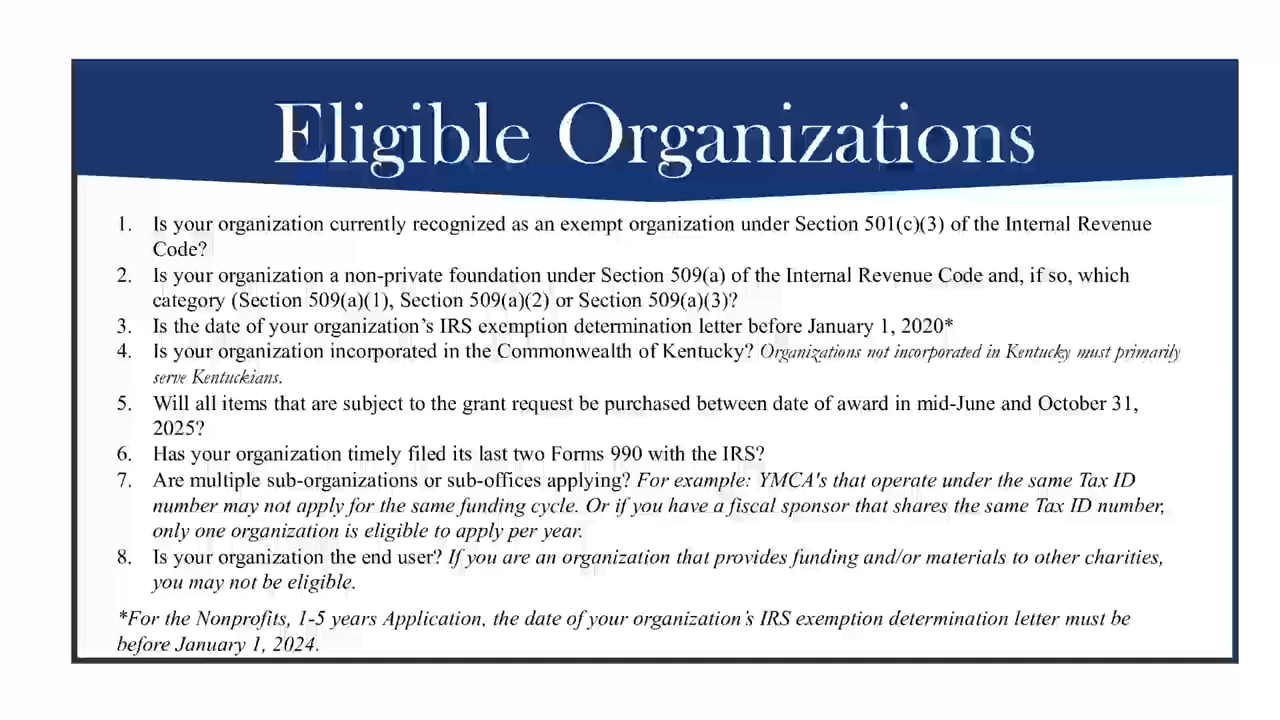 Eligible Organizations
1. Is your organization currently recognized as an exempt organization under Section 501(c)(3) of the Internal Revenue
Code?
2. Is your organization a non-private foundation under Section 509(a) of the Internal Revenue Code and, if so, which
category (Section 509(a)(1), Section 509(a)(2) or Section 509(a)(3)?
3. Is the date of your organization’s IRS exemption determination letter before January 1, 2020*
4. Is your organization incorporated in the Commonwealth of Kentucky? Organizations not incorporated in Kentucky must primarily
serve Kentuckians.
5. Will all items that are subject to the grant request be purchased between date of award in mid-June and October 31,
2025?
6. Has your organization timely filed its last two Forms 990 with the IRS?
7. Are multiple sub-organizations or sub-offices applying? For example: YMCA's that operate under the same Tax ID
number may not apply for the same funding cycle. Or if you have a fiscal sponsor that shares the same Tax ID number,
only one organization is eligible to apply per year.
8. Is your organization the end user? If you are an organization that provides funding and/or materials to other charities,
you may not be eligible.
*For the Nonprofits, 1-5 years Application, the date of your organization’s IRS exemption determination letter must be
before January 1, 2024.